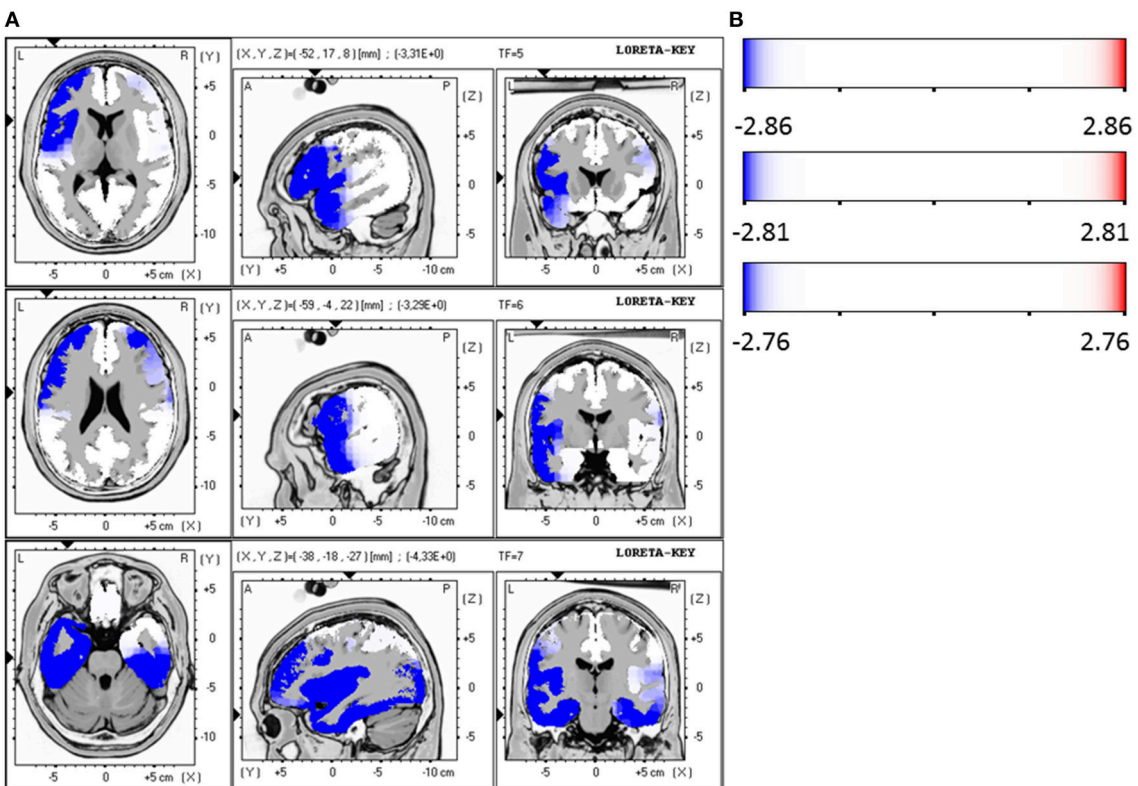 A
B
(X, Y, Z)=( -52 , 17 , 8 ) [mm] ; (-3,31E+0) TF=5 LORETA-KEY
L R (Y)
A P (Z)
L R (Z)
+5 0 -5 -10
+5 0 -5
+5 0 -5
-5 0 +5 cm (X)
(Y) +5 0 -5 -10 cm
-5 0 +5 cm (X)
(X, Y, Z)=( -59 , -4 , 22 ) [mm] ; (-3,29E+0) TF=6 LORETA-KEY
L R (Y)
A P (Z)
L R (Z)
+5 0 -5 -10
+5 0 -5
+5 0 -5
-5 0 +5 cm (X)
(Y) +5 0 -5 -10 cm
-5 0 +5 cm (X)
(X, Y, Z)=( -38 , -18 , -27 ) [mm] ; (-4,33E+0) TF=7 LORETA-KEY
L R (Y)
A P (Z)
L R (Z)
+5 0 -5 -10
+5 0 -5
+5 0 -5
-5 0 +5 cm (X)
(Y) +5 0 -5 -10 cm
-5 0 +5 cm (X)
-2.86 2.86
-2.81 2.81
-2.76 2.76